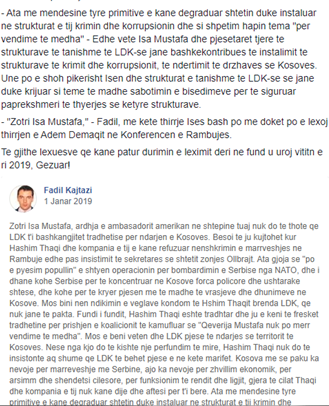 - Ata me mendesine tyre primitive e kane degraduar shtetin duke instaluar
ne strukturat e tij krimin dhe korrupsionin dhe si shpetim hapin tema "per
vendime te medha" - Edhe vete Isa Mustafa dhe pjesetaret tjere te
strukturave te tanishme te LDK-se jane bashkekontribues te instalimit te
strukturave te krimit dhe korrupsionit, te ndertimit te drzhaves se Kosoves.
Une po e shoh pikerisht Isen dhe strukturat e tanishme te LDK-se-se jane
duke krijuar si teme te madhe sabotimin e bisedimeve per te siguruar
paprekshmeri te thyerjes se ketyre strukturave.
- "Zotri Isa Mustafa," - Fadil, me kete thirrje Ises bash po me doket po e lexoj
thirrjen e Adem Demaqit ne Konferencen e Rambujes.
Te gjithe lexuesve qe kane patur durimin e leximit deri ne fund u uroj vititn e
ri 2019, Gezuar!
Fadil Kajtazi
1 Janar 2019
Zotri Isa Mustafa, ardhja e ambasadorit amerikan ne shtepine tuaj nuk do te thote qe
LDK t'i bashkangjitet tradhetise per ndarjen e Kosoves. Besoi te ju kujtohet kur
Hashim Thaqi dhe kompania e tij e kane refuzuar nenshkrimin e marrveshjes ne
Rambuje edhe pas insistimit te sekretares se shtetit zonjes Ollbrajt. Ata gjoja se "po
e pyesim popullin" e shtyen operacionin per bombardimin e Serbise nga NATO, dhe i
dhane kohe Serbise per te koncentruar ne Kosove forca policore dhe ushtarake
shtese, dhe kohe per te kryer pjesen me te madhe te vrasjeve dhe dhunimeve ne
Kosove. Mos bini nen ndikimin e veglave kondom te Hshim Thaqit brenda LDK, qe
nuk jane te pakta. Fundi i fundit, Hashim Thaqi eshte tradhtar dhe ju e keni te fresket
tradhetine per prishjen e koalicionit te kamufluar se "Qeverija Mustafa nuk po merr
vendime te medha". Mos e beni veten dhe LDK pjese te ndarjes se territorit te
Kosoves. Nese nga kjo do te kishte nje perfundim te mire, Hashim Thaqi nuk do te
insistonte aq shume qe LDK te behet pjese e ne kete marifet. Kosova me se paku ka
nevoje per marreveshje me Serbine, ajo ka nevoje per zhvillim ekonomik, per
arsimm dhe shendetsi cilesore, per funksionim te rendit dhe ligjit, gjera te cilat Thaqi
dhe kompania e tij nuk kane dije dhe aftesi per t'i bere. Ata me mendesine tyre
primitive e kane degraduar shtetin duke instaluar ne strukturat e tij krimin dhe